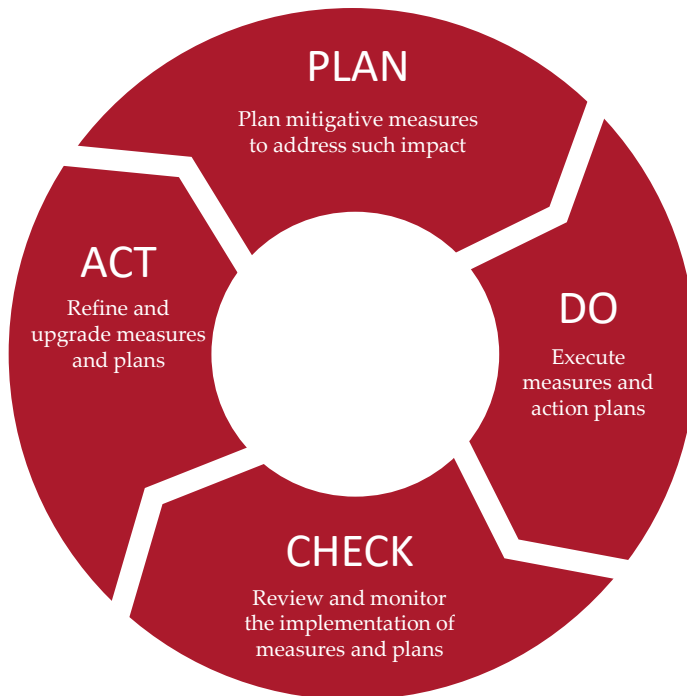 PLAN
Plan mitigative measures
to address such impact
DO
Execute
measures and
action plans
CHECK
Review and monitor
the implementation of
measures and plans
ACT
Refine and
upgrade measures
and plans